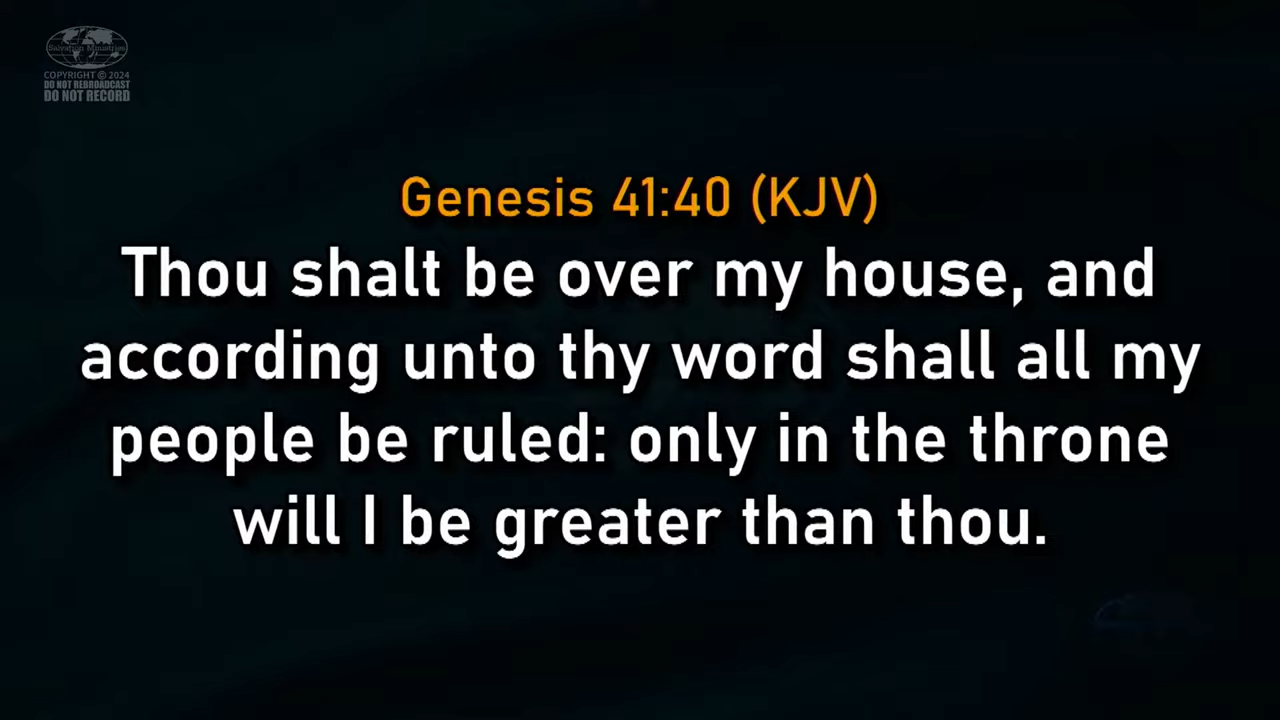 Salvation Ministries
COPYRIGHT © 2024
DO NOT REBROADCAST
DO NOT RECORD
Genesis 41:40 (KJV)
Thou shalt be over my house, and
according unto thy word shall all my
people be ruled: only in the throne
will I be greater than thou.